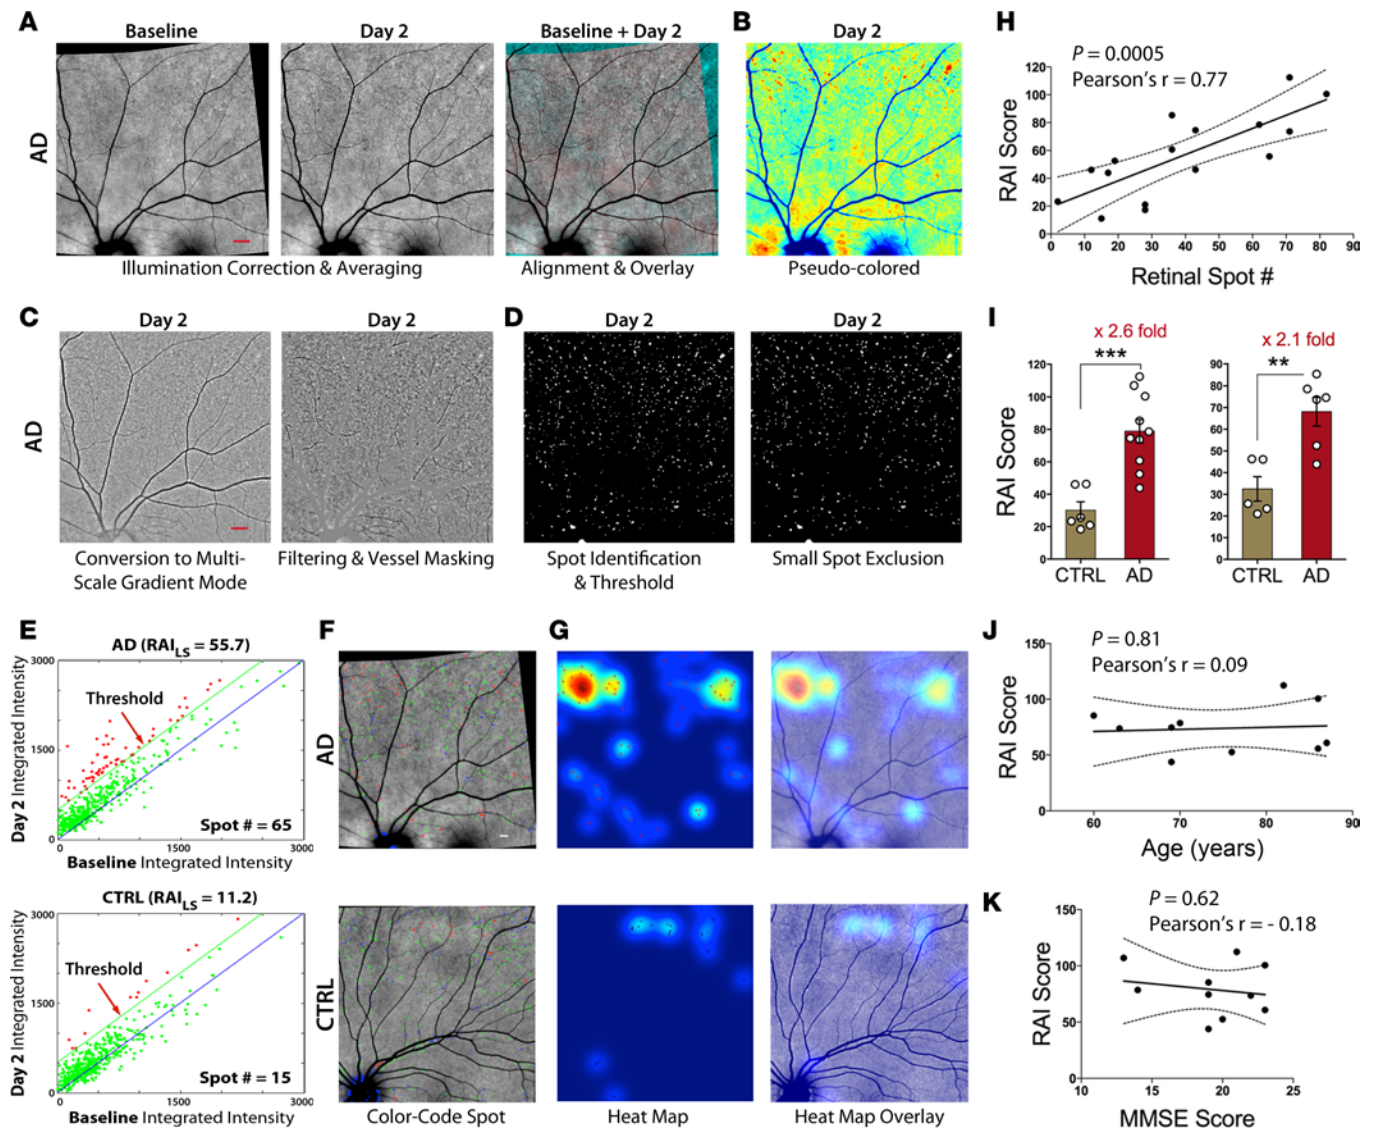 A
Baseline
Day 2
Baseline + Day 2
AD
Illumination Correction & Averaging
Alignment & Overlay
B
Day 2
Pseudo-colored
C
Day 2
Day 2
AD
Conversion to Multi-
Scale Gradient Mode
Filtering & Vessel Masking
D
Day 2
Day 2
Spot Identification
& Threshold
Small Spot Exclusion
E
AD (RAI_LS = 55.7)
3000
1500
0
Day 2 Integrated Intensity
Threshold
Spot # = 65
0
1500
3000
Baseline Integrated Intensity
CTRL (RAI_LS = 11.2)
3000
1500
0
Day 2 Integrated Intensity
Threshold
Spot # = 15
0
1500
3000
Baseline Integrated Intensity
F
AD
CTRL
Color-Code Spot
G
Heat Map
Heat Map Overlay
H
P = 0.0005
Pearson's r = 0.77
RAI Score
120
100
80
60
40
20
0
0 10 20 30 40 50 60 70 80 90
Retinal Spot #
I
x 2.6 fold
***
RAI Score
120
100
80
60
40
20
0
CTRL AD
x 2.1 fold
**
90
80
70
60
50
40
30
20
10
0
CTRL AD
J
P = 0.81
Pearson's r = 0.09
RAI Score
150
100
50
0
60 70 80 90
Age (years)
K
P = 0.62
Pearson's r = - 0.18
RAI Score
150
100
50
0
10 15 20 25
MMSE Score